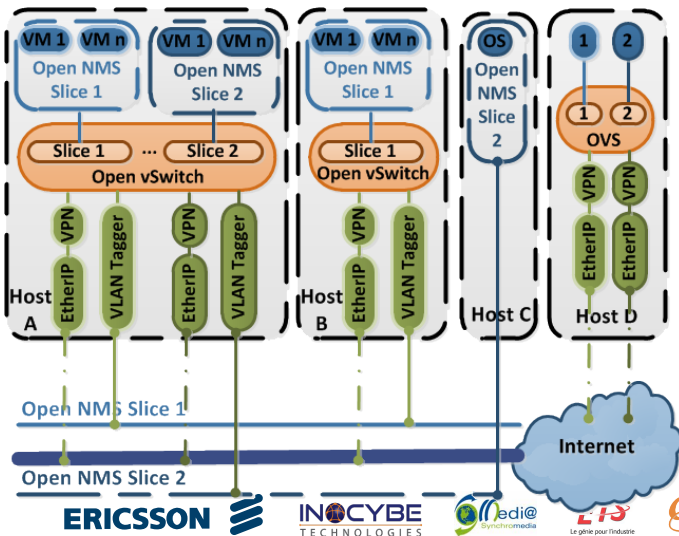 VM 1 VM n
Open NMS
Slice 1
VM 1 VM n
Open NMS
Slice 2
Slice 1 ... Slice 2
Open vSwitch
VPN
EtherIP
VLAN Tagger
VPN
EtherIP
VLAN Tagger
Host
A
VM 1 VM n
Open NMS
Slice 1
Slice 1
Open vSwitch
VPN
EtherIP
VLAN Tagger
Host
B
OS
Open
NMS
Slice
2
Host C
1 2
1 2
OVS
VPN
EtherIP
VPN
EtherIP
Host D
Open NMS Slice 1
Open NMS Slice 2
Internet
ERICSSON
INOCYBE
TECHNOLOGIES
Medi@
Synchromedia
ETS
Le génie pour l'industrie